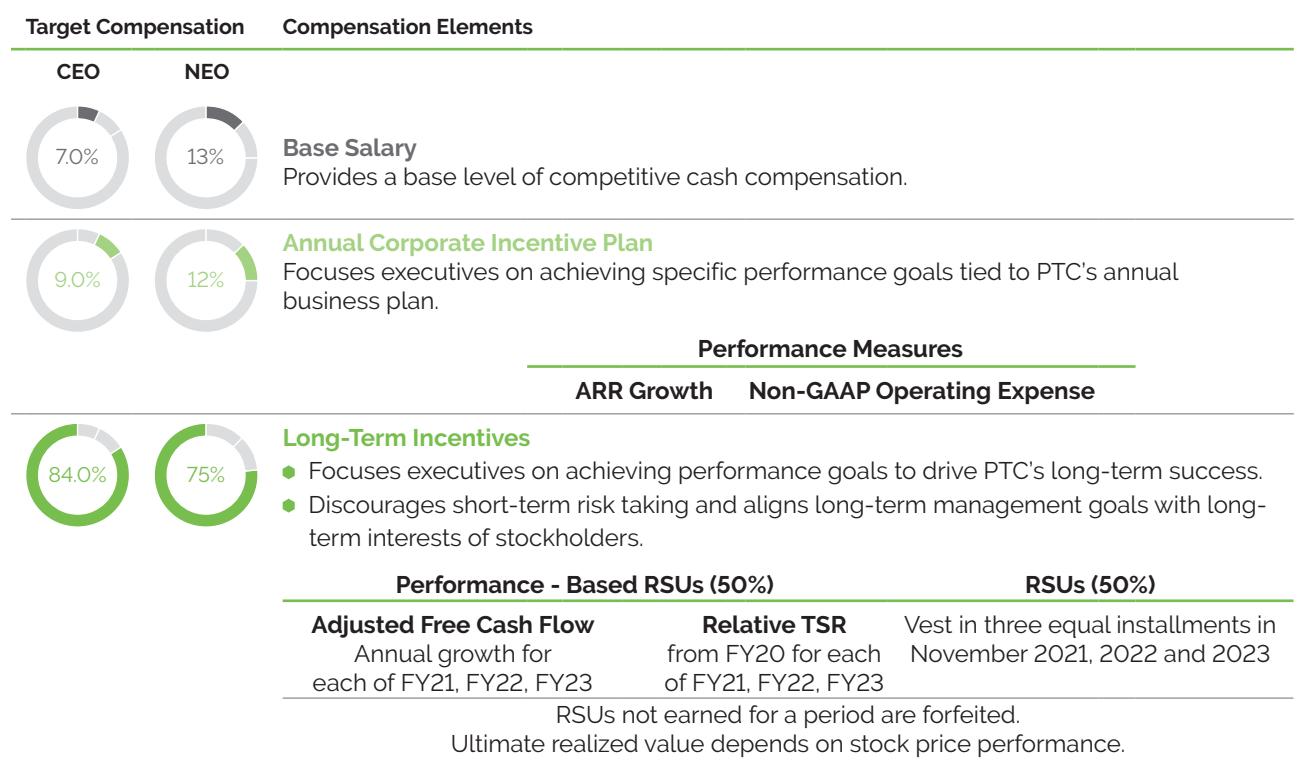 Target Compensation Compensation Elements
CEO NEO
7.0% 13%
Base Salary
Provides a base level of competitive cash compensation.
9.0% 12%
Annual Corporate Incentive Plan
Focuses executives on achieving specific performance goals tied to PTC's annual
business plan.
Performance Measures
ARR Growth Non-GAAP Operating Expense
84.0% 75%
Long-Term Incentives
Focuses executives on achieving performance goals to drive PTC's long-term success.
Discourages short-term risk taking and aligns long-term management goals with long-
term interests of stockholders.
Performance - Based RSUs (50%) RSUs (50%)
Adjusted Free Cash Flow Relative TSR Vest in three equal installments in
Annual growth for from FY20 for each November 2021, 2022 and 2023
each of FY21, FY22, FY23 of FY21, FY22, FY23
RSUs not earned for a period are forfeited.
Ultimate realized value depends on stock price performance.